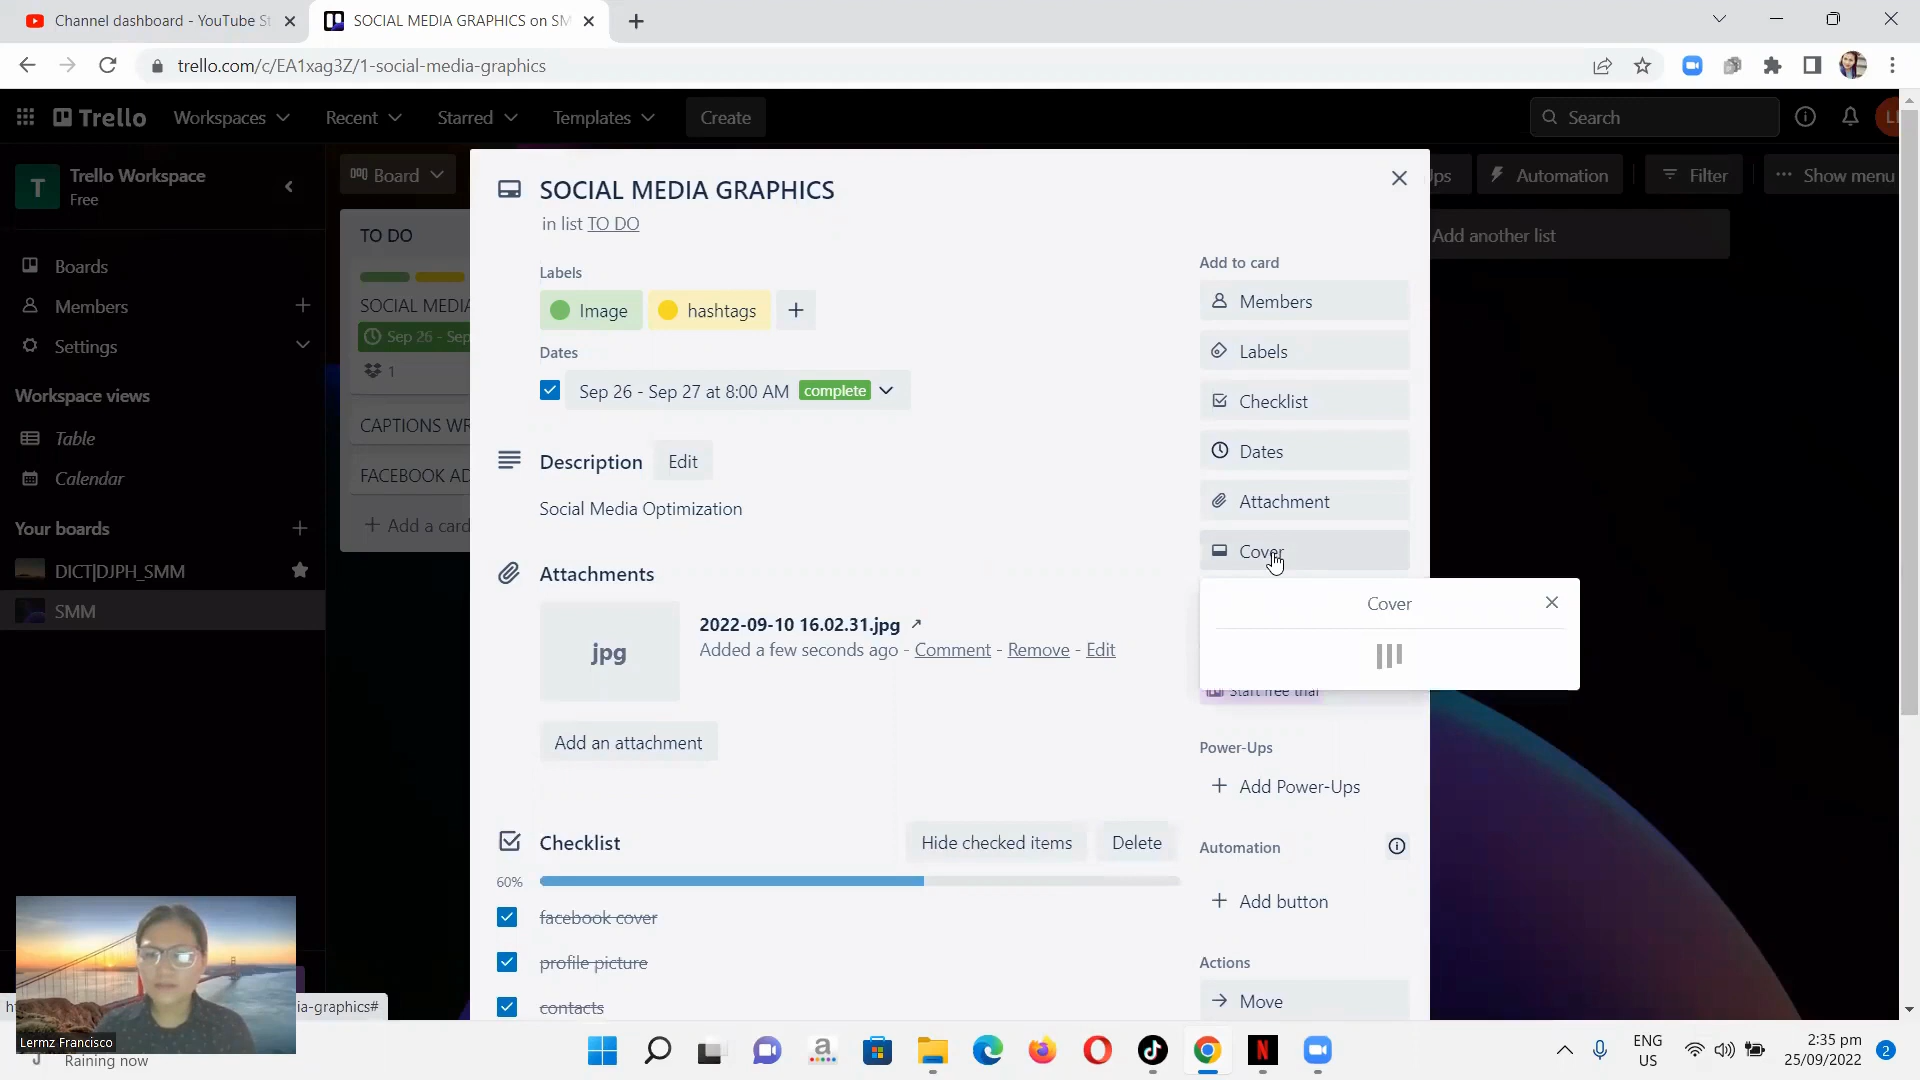 Channel dashboard - YouTube St
SOCIAL MEDIA GRAPHICS on SM
trello.com/c/EA1xag3Z/1-social-media-graphics
Trello
Workspaces
Recent
Starred
Templates
Create
Search
T
Trello Workspace
Free
Board
Ups
Automation
Filter
Show menu
Boards
Members
Settings
Workspace views
Table
Calendar
Your boards
DICT|DJPH_SMM
SMM
TO DO
SOCIAL MEDIA
Sep 26 - Sep
1
CAPTIONS WR
FACEBOOK AD
Add a card
Add another list
SOCIAL MEDIA GRAPHICS
in list TO DO
Labels
Image
hashtags
Dates
Sep 26 - Sep 27 at 8:00 AM complete
Description
Edit
Social Media Optimization
Attachments
jpg
2022-09-10 16.02.31.jpg
Added a few seconds ago - Comment - Remove - Edit
Add an attachment
Checklist
Hide checked items
Delete
60%
facebook cover
profile picture
contacts
Add to card
Members
Labels
Checklist
Dates
Attachment
Cover
Cover
Start free trial
Power-Ups
Add Power-Ups
Automation
Add button
Actions
Move
ia-graphics#
Lermz Francisco
Raining now
ENG
US
2:35 pm
25/09/2022
2